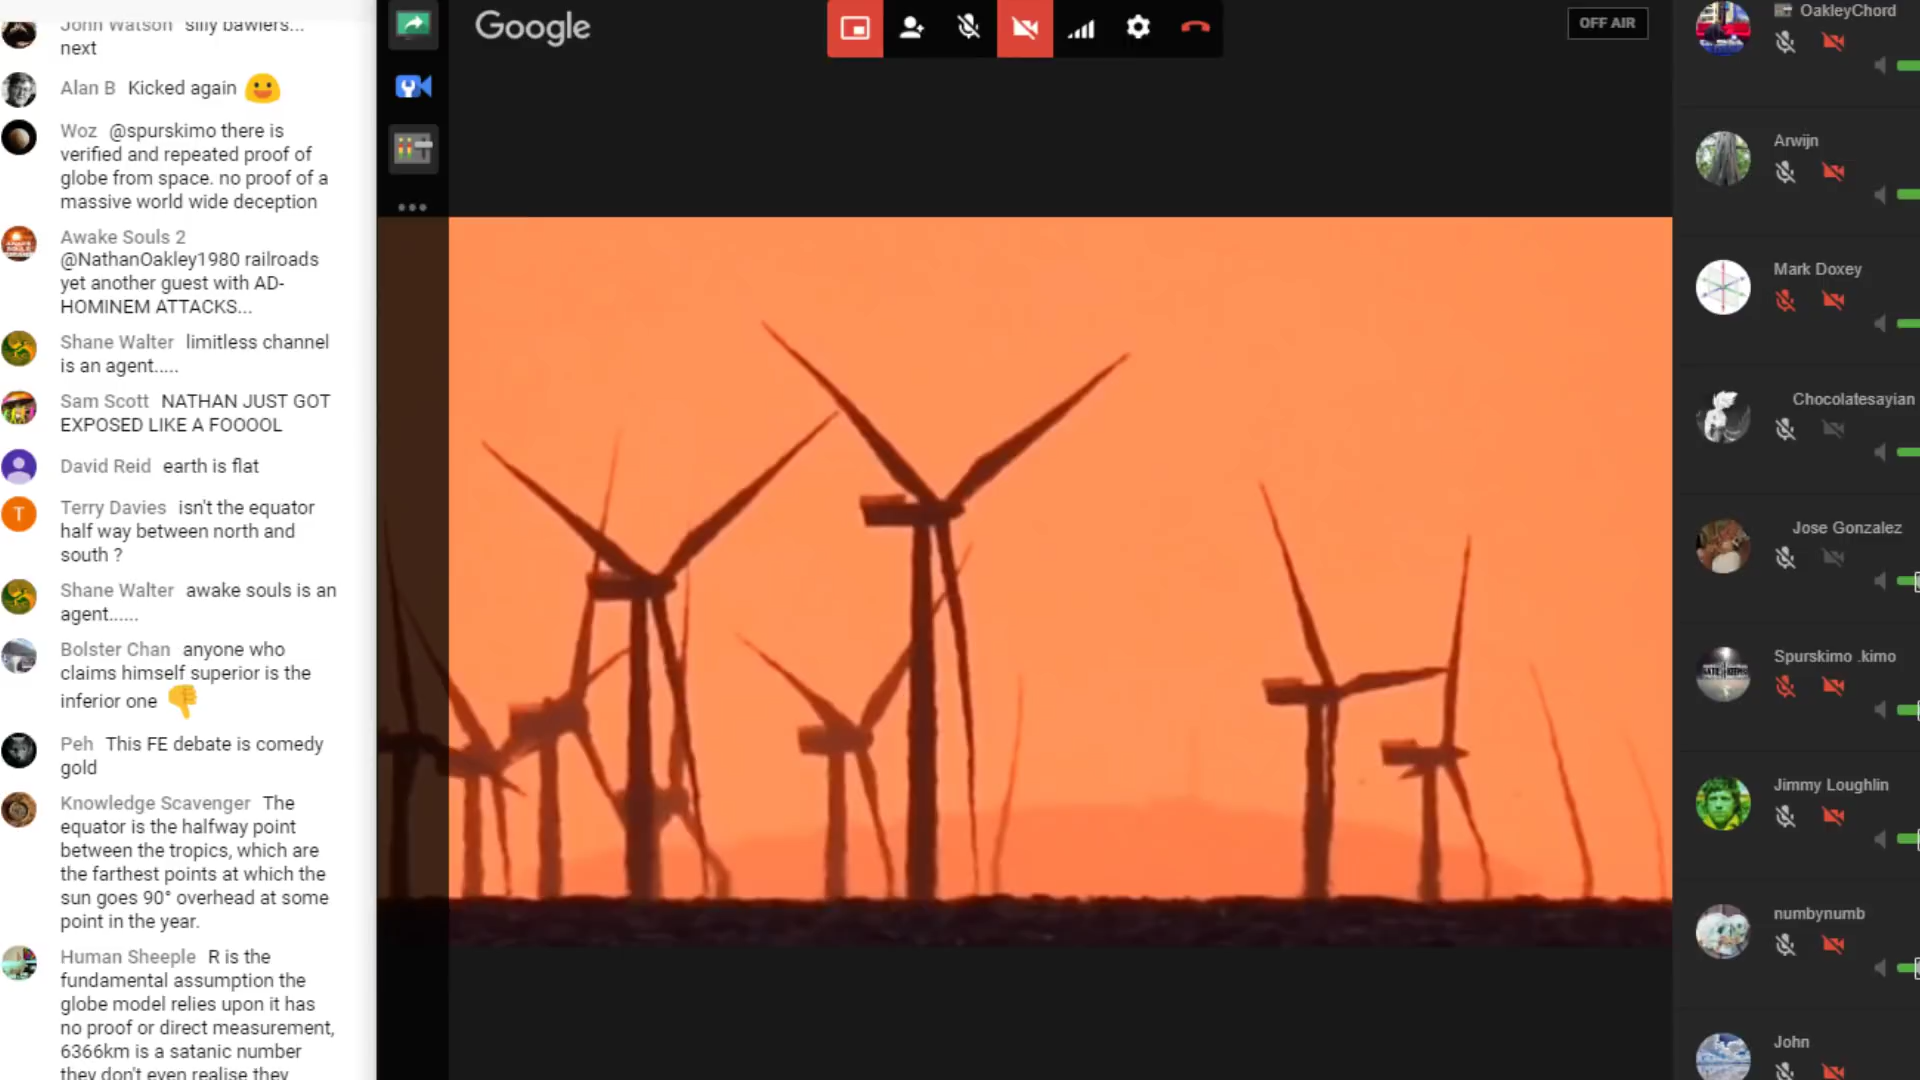 John Watson silly bawlers...
next
Alan B Kicked again
Woz @spurskimo there is
verified and repeated proof of
globe from space. no proof of a
massive world wide deception
Awake Souls 2
@NathanOakley1980 railroads
yet another guest with AD-
HOMINEM ATTACKS...
Shane Walter limitless channel
is an agent.....
Sam Scott NATHAN JUST GOT
EXPOSED LIKE A FOOOOL
David Reid earth is flat
T
Terry Davies isn't the equator
half way between north and
south ?
Shane Walter awake souls is an
agent......
Bolster Chan anyone who
claims himself superior is the
inferior one
Peh This FE debate is comedy
gold
Knowledge Scavenger The
equator is the halfway point
between the tropics, which are
the farthest points at which the
sun goes 90° overhead at some
point in the year.
Human Sheeple R is the
fundamental assumption the
globe model relies upon it has
no proof or direct measurement,
6366km is a satanic number
they don't even realise they
Google
OFF AIR
OakleyChord
Arwijn
Mark Doxey
Chocolatesayian
Jose Gonzalez
Spurskimo .kimo
Jimmy Loughlin
numbynumb
John